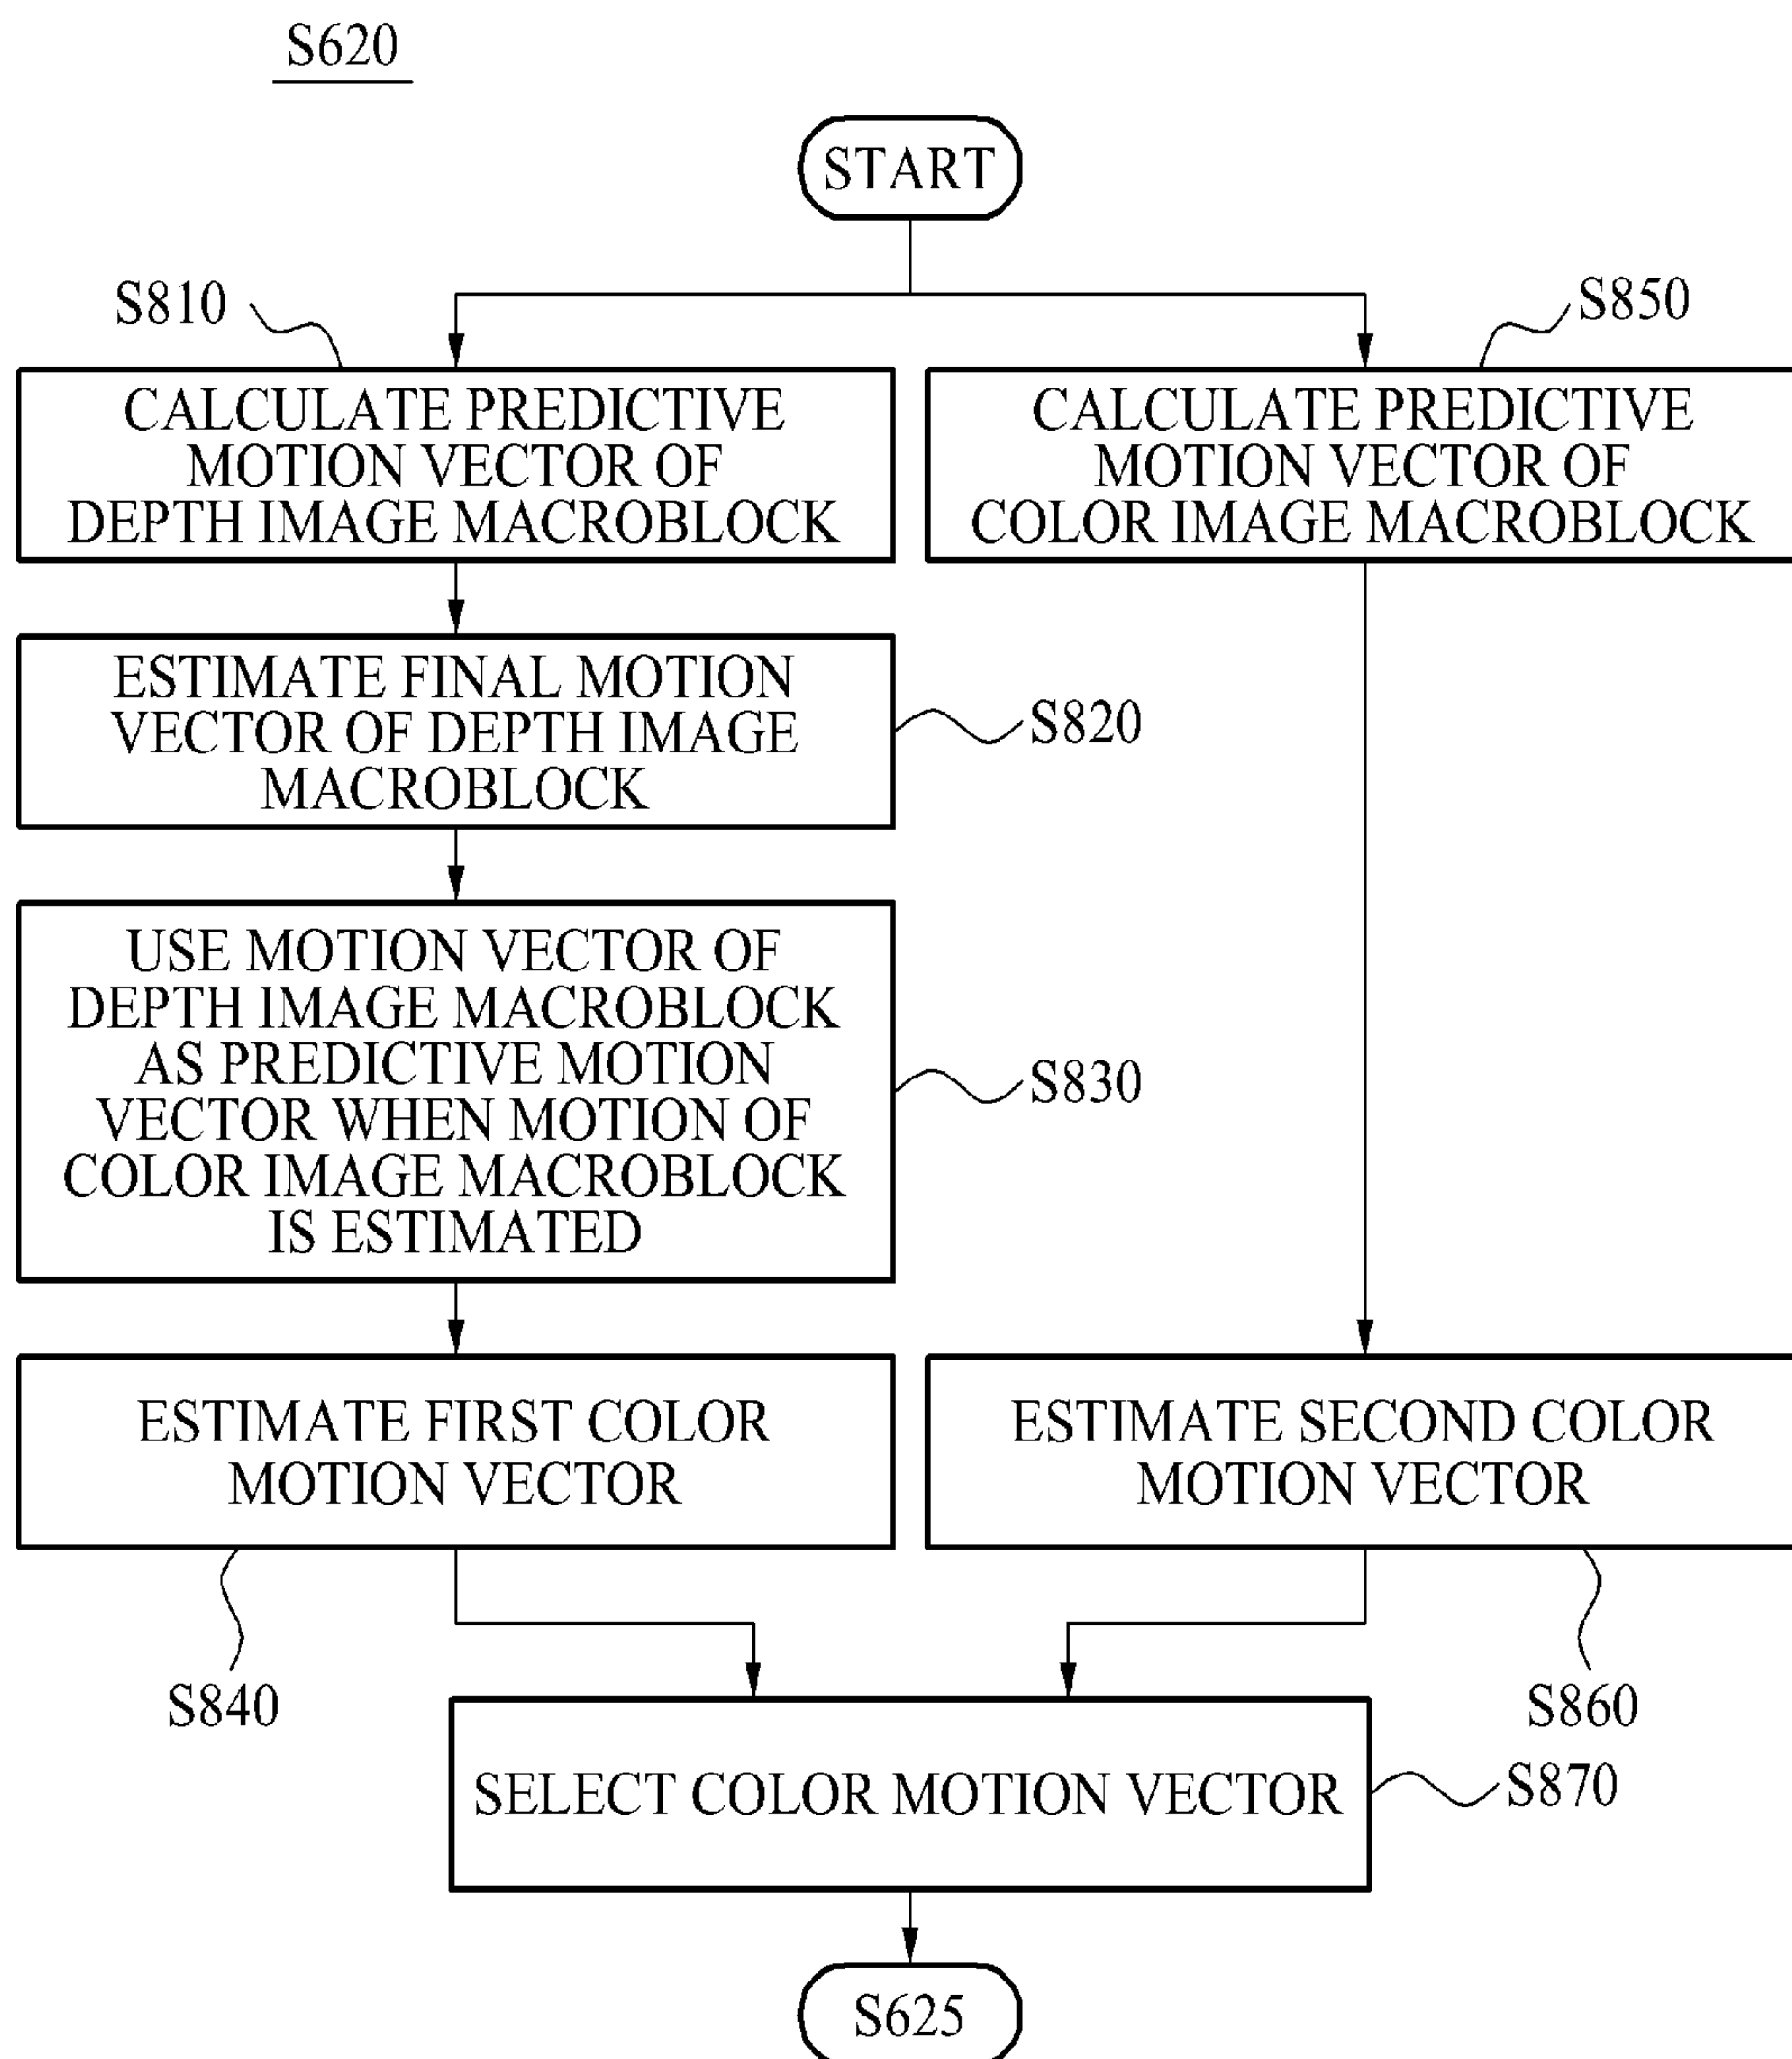 S620
START
S810
S850
CALCULATE PREDICTIVE
MOTION VECTOR OF
DEPTH IMAGE MACROBLOCK
CALCULATE PREDICTIVE
MOTION VECTOR OF
COLOR IMAGE MACROBLOCK
ESTIMATE FINAL MOTION
VECTOR OF DEPTH IMAGE
MACROBLOCK
S820
USE MOTION VECTOR OF
DEPTH IMAGE MACROBLOCK
AS PREDICTIVE MOTION
VECTOR WHEN MOTION OF
COLOR IMAGE MACROBLOCK
IS ESTIMATED
S830
ESTIMATE FIRST COLOR
MOTION VECTOR
ESTIMATE SECOND COLOR
MOTION VECTOR
S840
S860
SELECT COLOR MOTION VECTOR
S870
S625